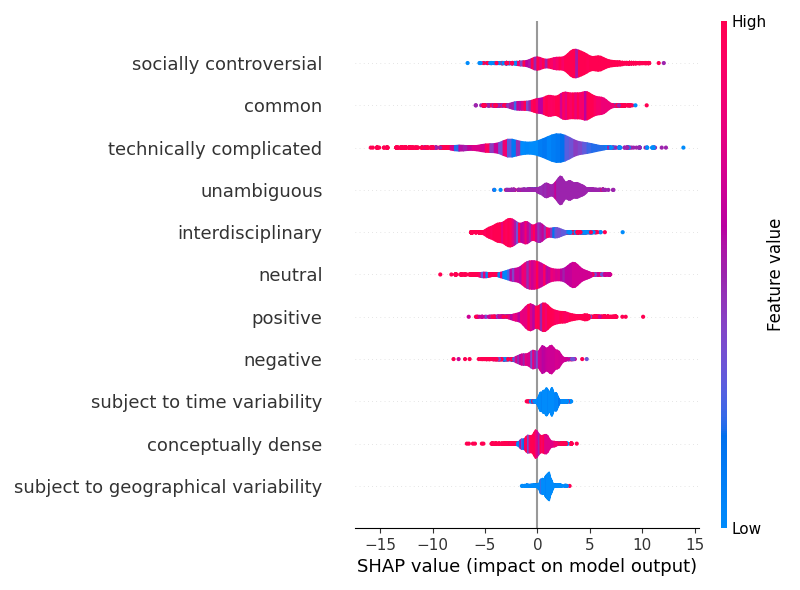 High
socially controversial
common
technically complicated
unambiguous
interdisciplinary
neutral
positive
negative
subject to time variability
conceptually dense
subject to geographical variability
Feature value
Low
−15 −10 −5 0 5 10 15
SHAP value (impact on model output)